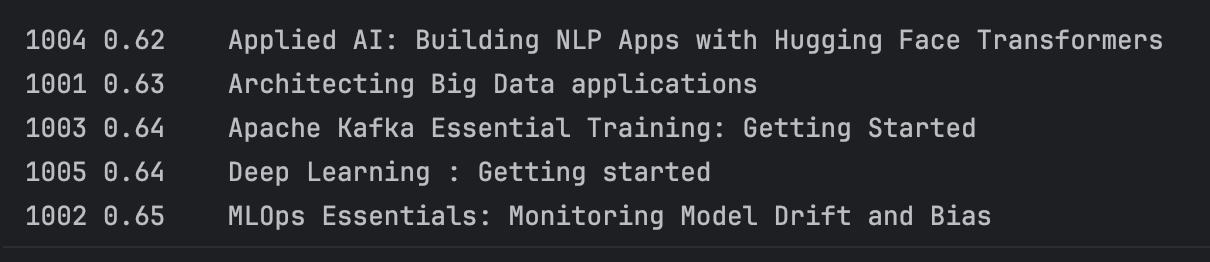 1004 0.62    Applied AI: Building NLP Apps with Hugging Face Transformers
1001 0.63    Architecting Big Data applications
1003 0.64    Apache Kafka Essential Training: Getting Started
1005 0.64    Deep Learning : Getting started
1002 0.65    MLOps Essentials: Monitoring Model Drift and Bias